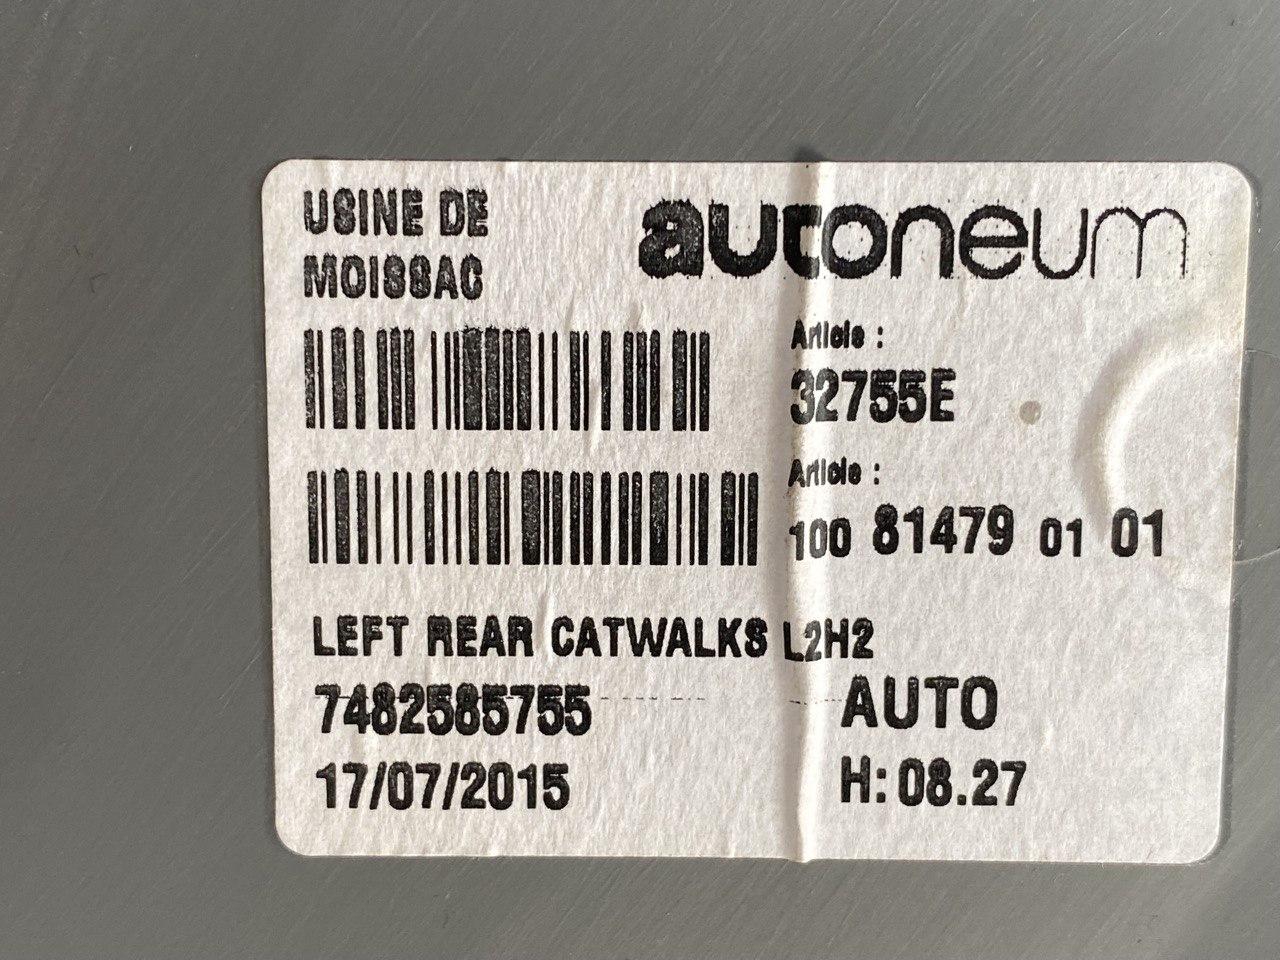 USINE DE
MOISSAC
autoneum
Article :
32755E
Article :
100 81479 01 01
LEFT REAR CATWALKS L2H2
7482585755
AUTO
17/07/2015
H: 08.27